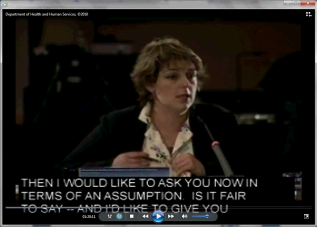 Department of Health and Human Services, ©2010
THEN I WOULD LIKE TO ASK YOU NOW IN
TERMS OF AN ASSUMPTION. IS IT FAIR
TO SAY -- AND I'D LIKE TO GIVE YOU